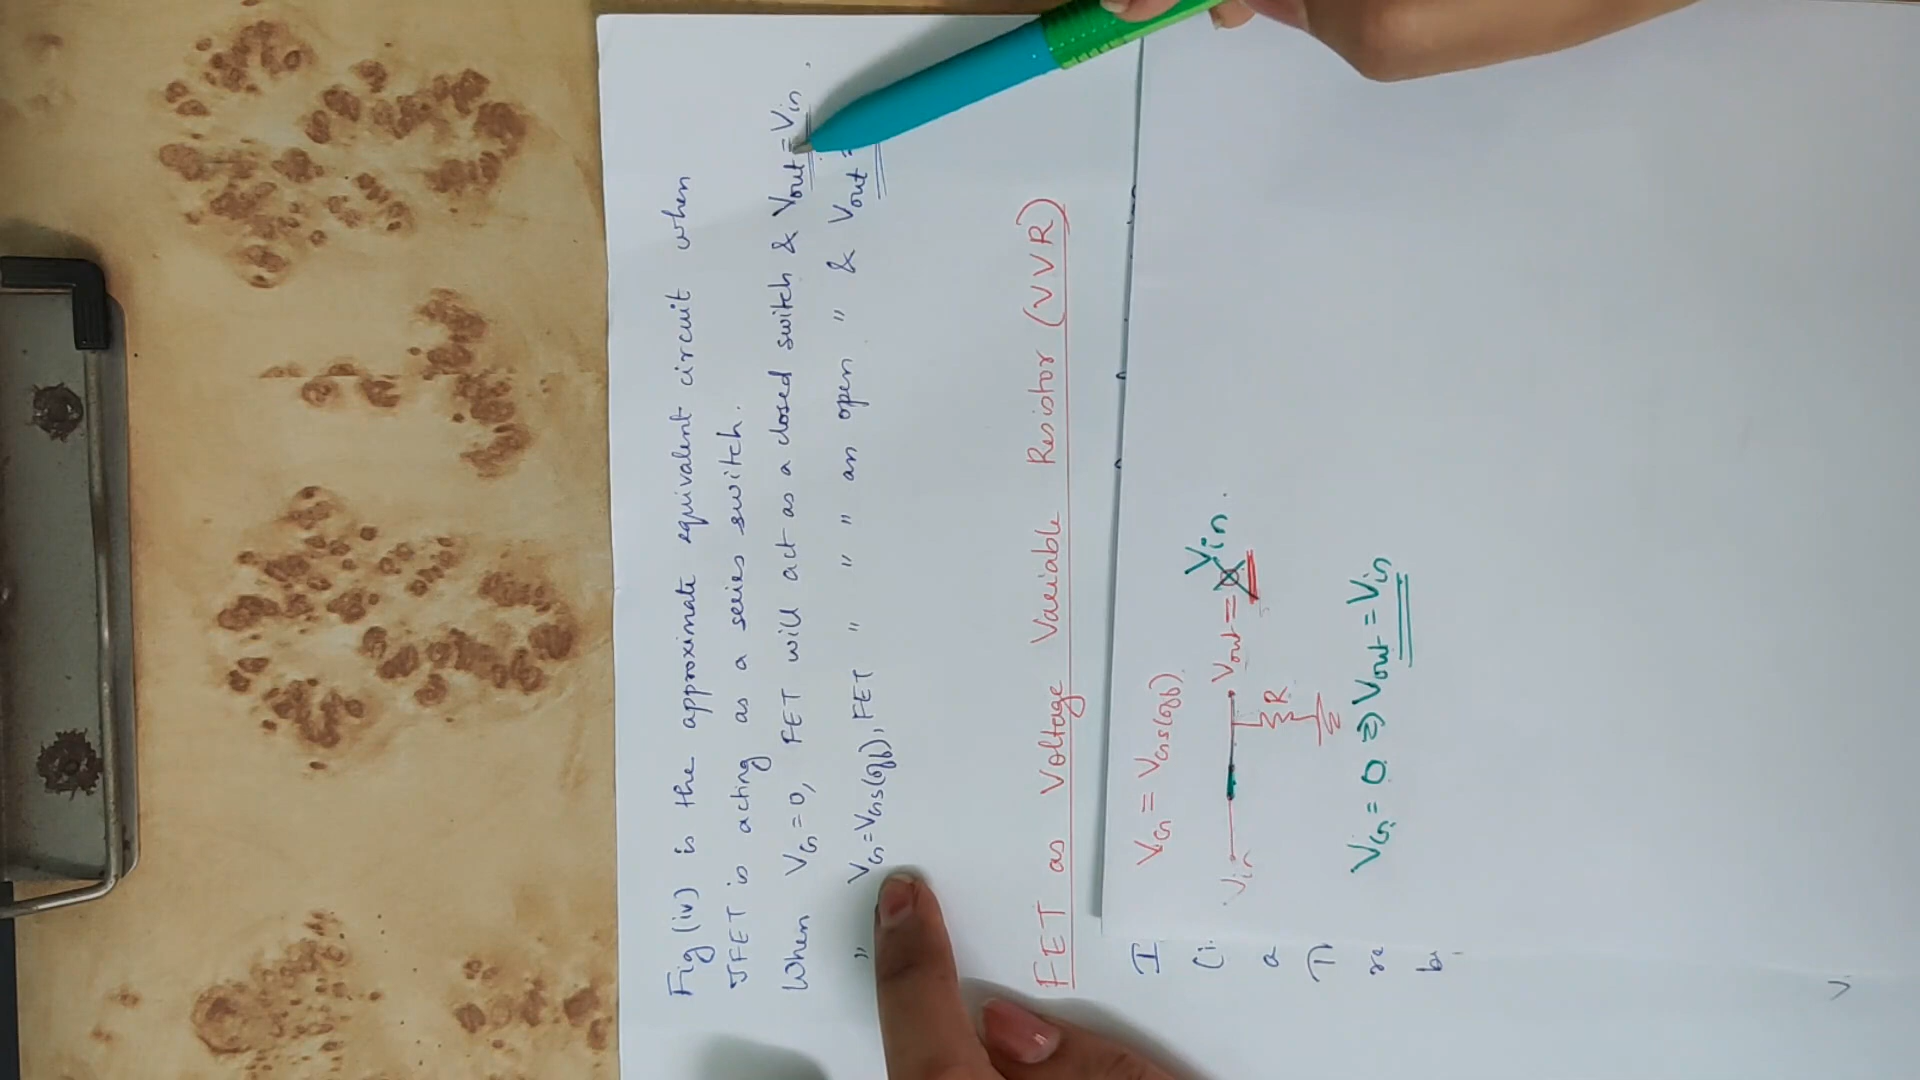 Fig (iv) is the approximate equivalent circuit when
JFET is acting as a series switch.
When VG = 0, FET will act as a closed switch & Vout = Vin.
" VG = VGS(off), FET " " " an open " & Vout =
FET as Voltage Variable Resistor (VVR)
VG = VGS(off)
Vin Vout = Vin.
R
VG = 0 ⇒ Vout = Vin
I
(i
a
T
re
b